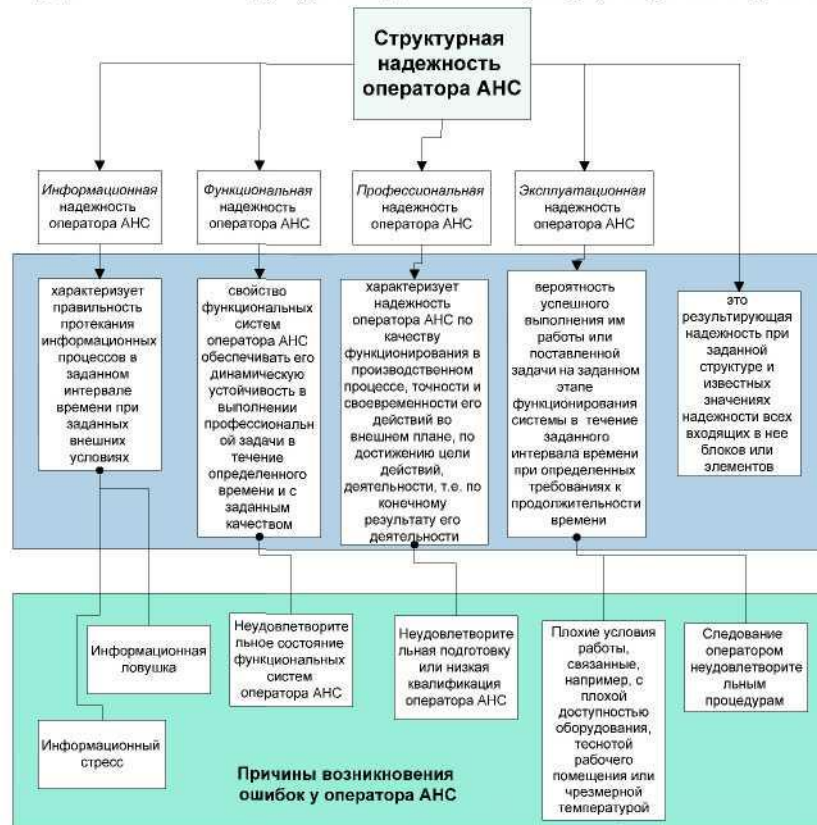 Структурная
надежность
оператора АНС
Информационная
надежность
оператора АНС
Функциональная
надежность
оператора АНС
Профессиональная
надежность
оператора АНС
Эксплуатационная
надежность
оператора АНС
характеризует
правильность
протекания
информационных
процессов в
заданном
интервале
времени при
заданных
внешних
условиях
свойство
функциональных
систем
оператора АНС
обеспечивать его
динамическую
устойчивость в
выполнении
профессиональн
ой задачи в
течение
определенного
времени и с
заданным
качеством
характеризует
надежность
оператора АНС по
качеству
функционирования в
производственном
процессе, точности и
своевременности его
действий во
внешнем плане, по
достижению цели
действий,
деятельности, т.е. по
конечному
результату его
деятельности
вероятность
успешного
выполнения им
работы или
поставленной
задачи на заданном
этапе
функционирования
системы в течение
заданного
интервала времени
при определенных
требованиях к
продолжительности
времени
это
результирующая
надежность при
заданной
структуре и
известных
значениях
надежности всех
входящих в нее
блоков или
элементов
Информационная
ловушка
Информационный
стресс
Неудовлетворите
льное состояние
функциональных
систем
оператора АНС
Неудовлетворите
льная подготовку
или низкая
квалификация
оператора АНС
Плохие условия
работы,
связанные,
например, с
плохой
доступностью
оборудования,
теснотой
рабочего
помещения или
чрезмерной
температурой
Следование
оператором
неудовлетворите
льным
процедурам
Причины возникновения
ошибок у оператора АНС